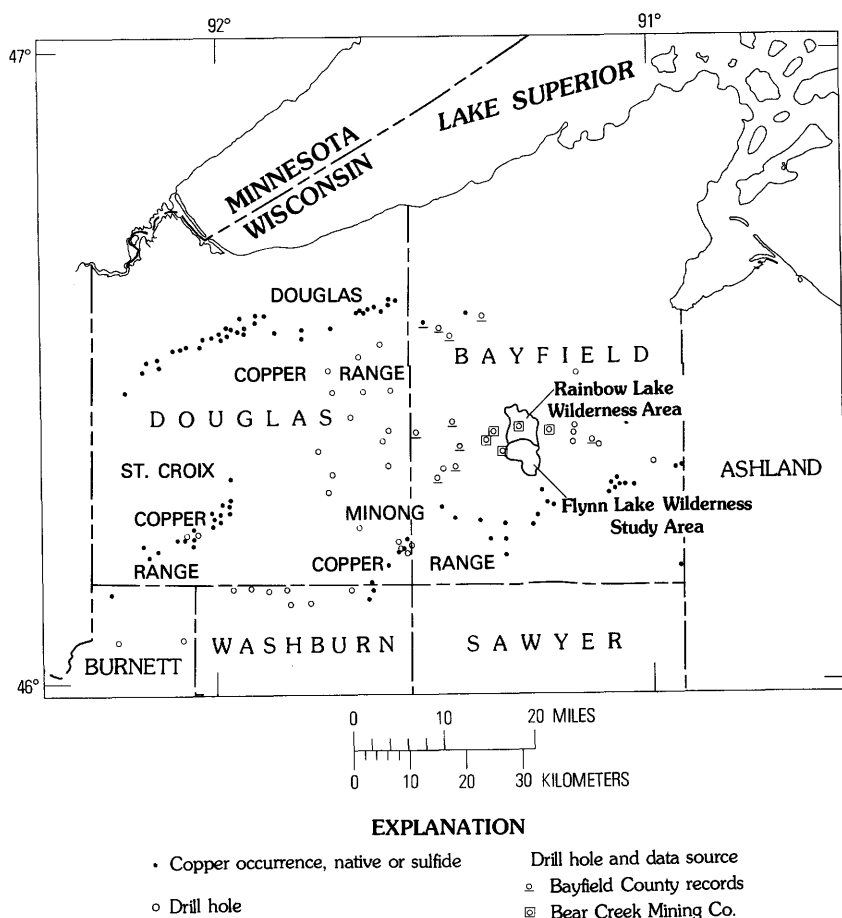 92°
91°
47°
LAKE SUPERIOR
MINNESOTA
WISCONSIN
DOUGLAS
BAYFIELD
COPPER RANGE
Rainbow Lake
Wilderness Area
DOUGLAS
ST. CROIX
ASHLAND
MINONG
Flynn Lake Wilderness
Study Area
COPPER
RANGE
COPPER RANGE
WASHBURN
SAWYER
BURNETT
46°
0 10 20 MILES
0 10 20 30 KILOMETERS
EXPLANATION
Copper occurrence, native or sulfide
Drill hole
Drill hole and data source
Bayfield County records
Bear Creek Mining Co.